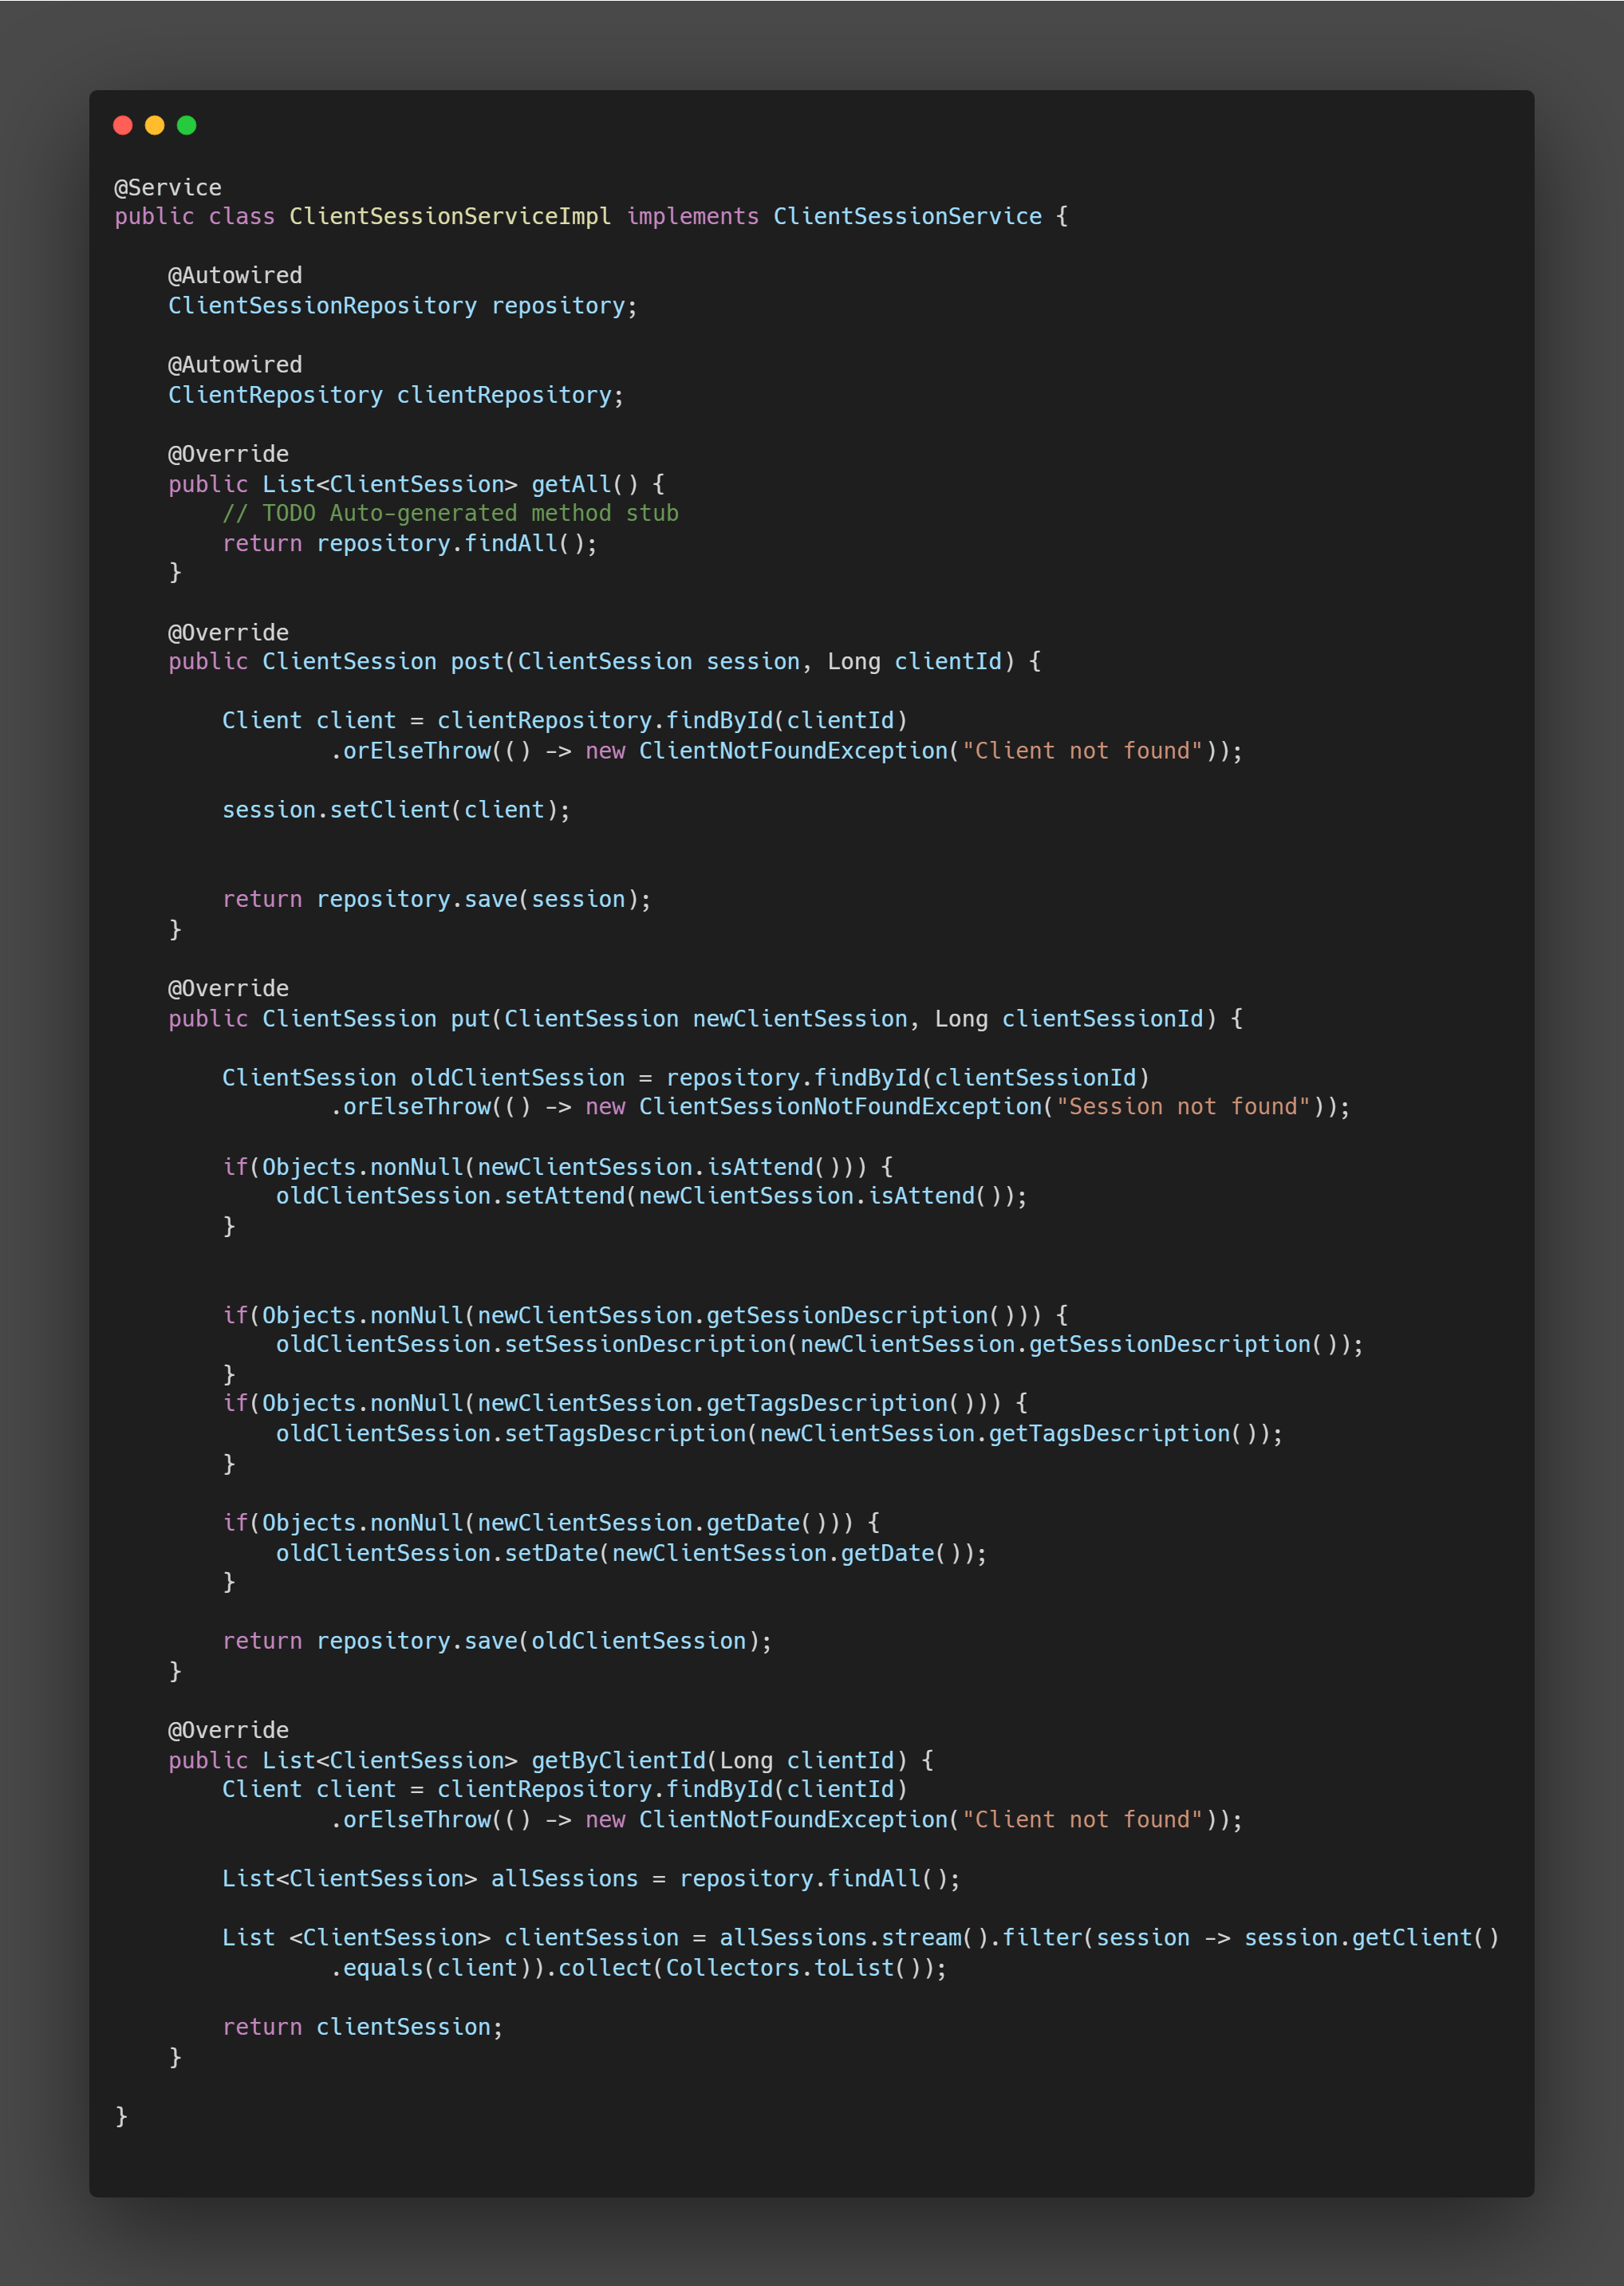 @Service
public class ClientSessionServiceImpl implements ClientSessionService {
@Autowired
ClientSessionRepository repository;
@Autowired
ClientRepository clientRepository;
@Override
public List<ClientSession> getAll() {
// TODO Auto-generated method stub
return repository.findAll();
}
@Override
public ClientSession post(ClientSession session, Long clientId) {
Client client = clientRepository.findById(clientId)
.orElseThrow(() -> new ClientNotFoundException("Client not found"));
session.setClient(client);
return repository.save(session);
}
@Override
public ClientSession put(ClientSession newClientSession, Long clientSessionId) {
ClientSession oldClientSession = repository.findById(clientSessionId)
.orElseThrow(() -> new ClientSessionNotFoundException("Session not found"));
if(Objects.nonNull(newClientSession.isAttend())) {
oldClientSession.setAttend(newClientSession.isAttend());
}
if(Objects.nonNull(newClientSession.getSessionDescription())) {
oldClientSession.setSessionDescription(newClientSession.getSessionDescription());
}
if(Objects.nonNull(newClientSession.getTagsDescription())) {
oldClientSession.setTagsDescription(newClientSession.getTagsDescription());
}
if(Objects.nonNull(newClientSession.getDate())) {
oldClientSession.setDate(newClientSession.getDate());
}
return repository.save(oldClientSession);
}
@Override
public List<ClientSession> getByClientId(Long clientId) {
Client client = clientRepository.findById(clientId)
.orElseThrow(() -> new ClientNotFoundException("Client not found"));
List<ClientSession> allSessions = repository.findAll();
List <ClientSession> clientSession = allSessions.stream().filter(session -> session.getClient()
.equals(client)).collect(Collectors.toList());
return clientSession;
}
}